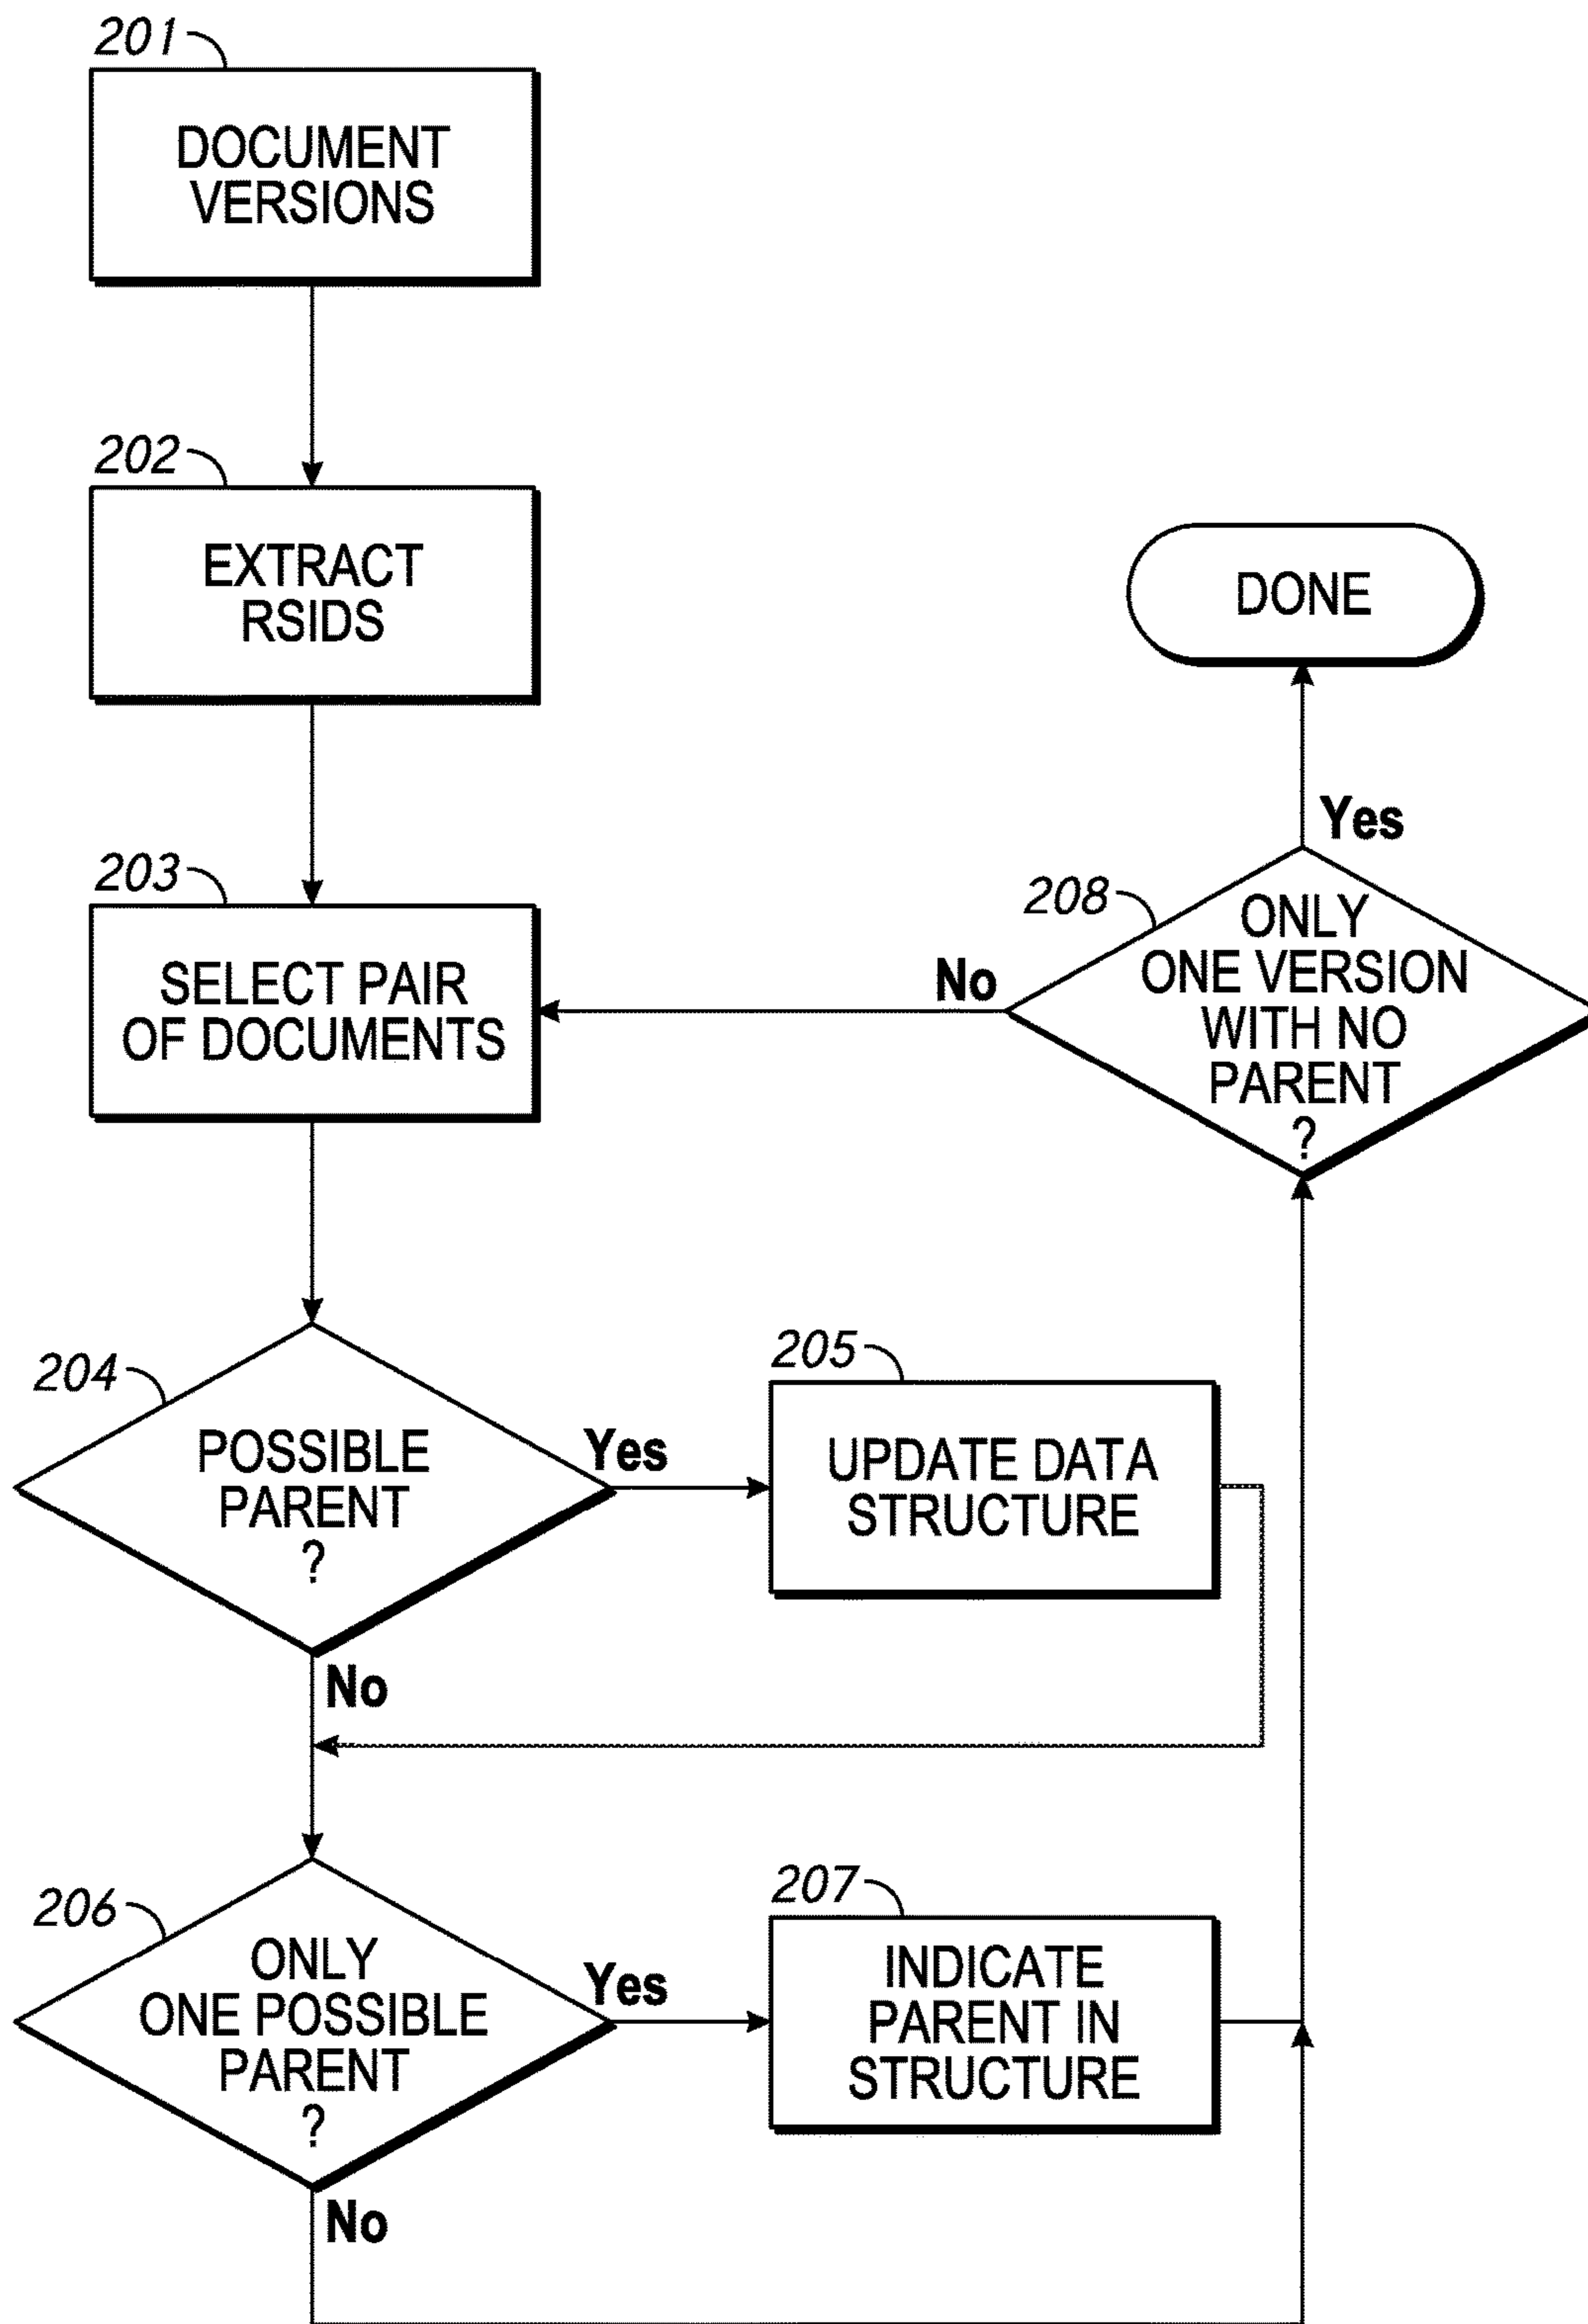 201
DOCUMENT
VERSIONS
202
EXTRACT
RSIDS
DONE
Yes
203
SELECT PAIR
OF DOCUMENTS
No
208
ONLY
ONE VERSION
WITH NO
PARENT
?
204
POSSIBLE
PARENT
?
Yes
205
UPDATE DATA
STRUCTURE
No
206
ONLY
ONE POSSIBLE
PARENT
?
Yes
207
INDICATE
PARENT IN
STRUCTURE
No